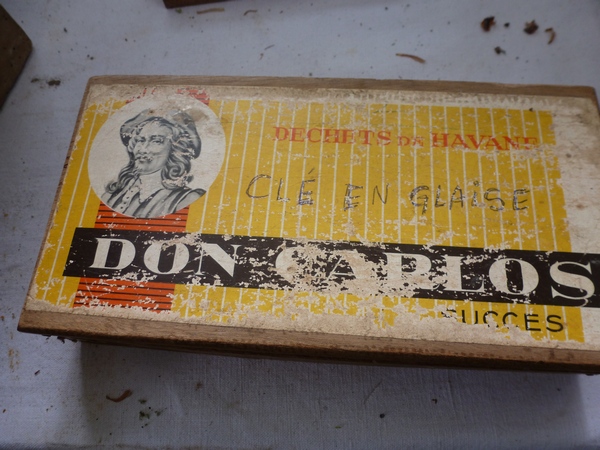 DECHETS DE HAVANE
CLÉ EN GLAISE
DON CARLOS
SUCCES